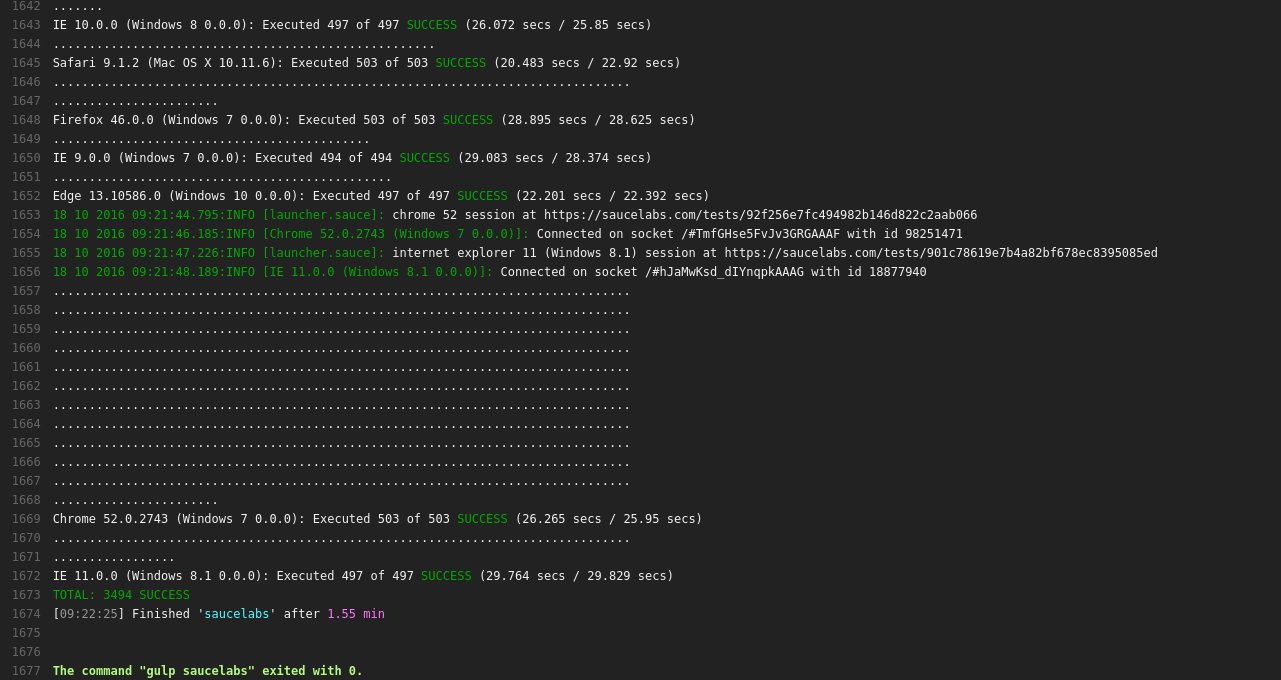 1642 .......
1643 IE 10.0.0 (Windows 8 0.0.0): Executed 497 of 497 SUCCESS (26.072 secs / 25.85 secs)
1644 .....................................................
1645 Safari 9.1.2 (Mac OS X 10.11.6): Executed 503 of 503 SUCCESS (20.483 secs / 22.92 secs)
1646 ................................................................................
1647 .......................
1648 Firefox 46.0.0 (Windows 7 0.0.0): Executed 503 of 503 SUCCESS (28.895 secs / 28.625 secs)
1649 ............................................
1650 IE 9.0.0 (Windows 7 0.0.0): Executed 494 of 494 SUCCESS (29.083 secs / 28.374 secs)
1651 ...............................................
1652 Edge 13.10586.0 (Windows 10 0.0.0): Executed 497 of 497 SUCCESS (22.201 secs / 22.392 secs)
1653 18 10 2016 09:21:44.795:INFO [launcher.sauce]: chrome 52 session at https://saucelabs.com/tests/92f256e7fc494982b146d822c2aab066
1654 18 10 2016 09:21:46.185:INFO [Chrome 52.0.2743 (Windows 7 0.0.0)]: Connected on socket /#TmfGHse5FvJv3GRGAAAF with id 98251471
1655 18 10 2016 09:21:47.226:INFO [launcher.sauce]: internet explorer 11 (Windows 8.1) session at https://saucelabs.com/tests/901c78619e7b4a82bf678ec8395085ed
1656 18 10 2016 09:21:48.189:INFO [IE 11.0.0 (Windows 8.1 0.0.0)]: Connected on socket /#hJaMwKsd_dIYnqpkAAAG with id 18877940
1657 ................................................................................
1658 ................................................................................
1659 ................................................................................
1660 ................................................................................
1661 ................................................................................
1662 ................................................................................
1663 ................................................................................
1664 ................................................................................
1665 ................................................................................
1666 ................................................................................
1667 ................................................................................
1668 .......................
1669 Chrome 52.0.2743 (Windows 7 0.0.0): Executed 503 of 503 SUCCESS (26.265 secs / 25.95 secs)
1670 ................................................................................
1671 .................
1672 IE 11.0.0 (Windows 8.1 0.0.0): Executed 497 of 497 SUCCESS (29.764 secs / 29.829 secs)
1673 TOTAL: 3494 SUCCESS
1674 [09:22:25] Finished 'saucelabs' after 1.55 min
1675
1676
1677 The command "gulp saucelabs" exited with 0.